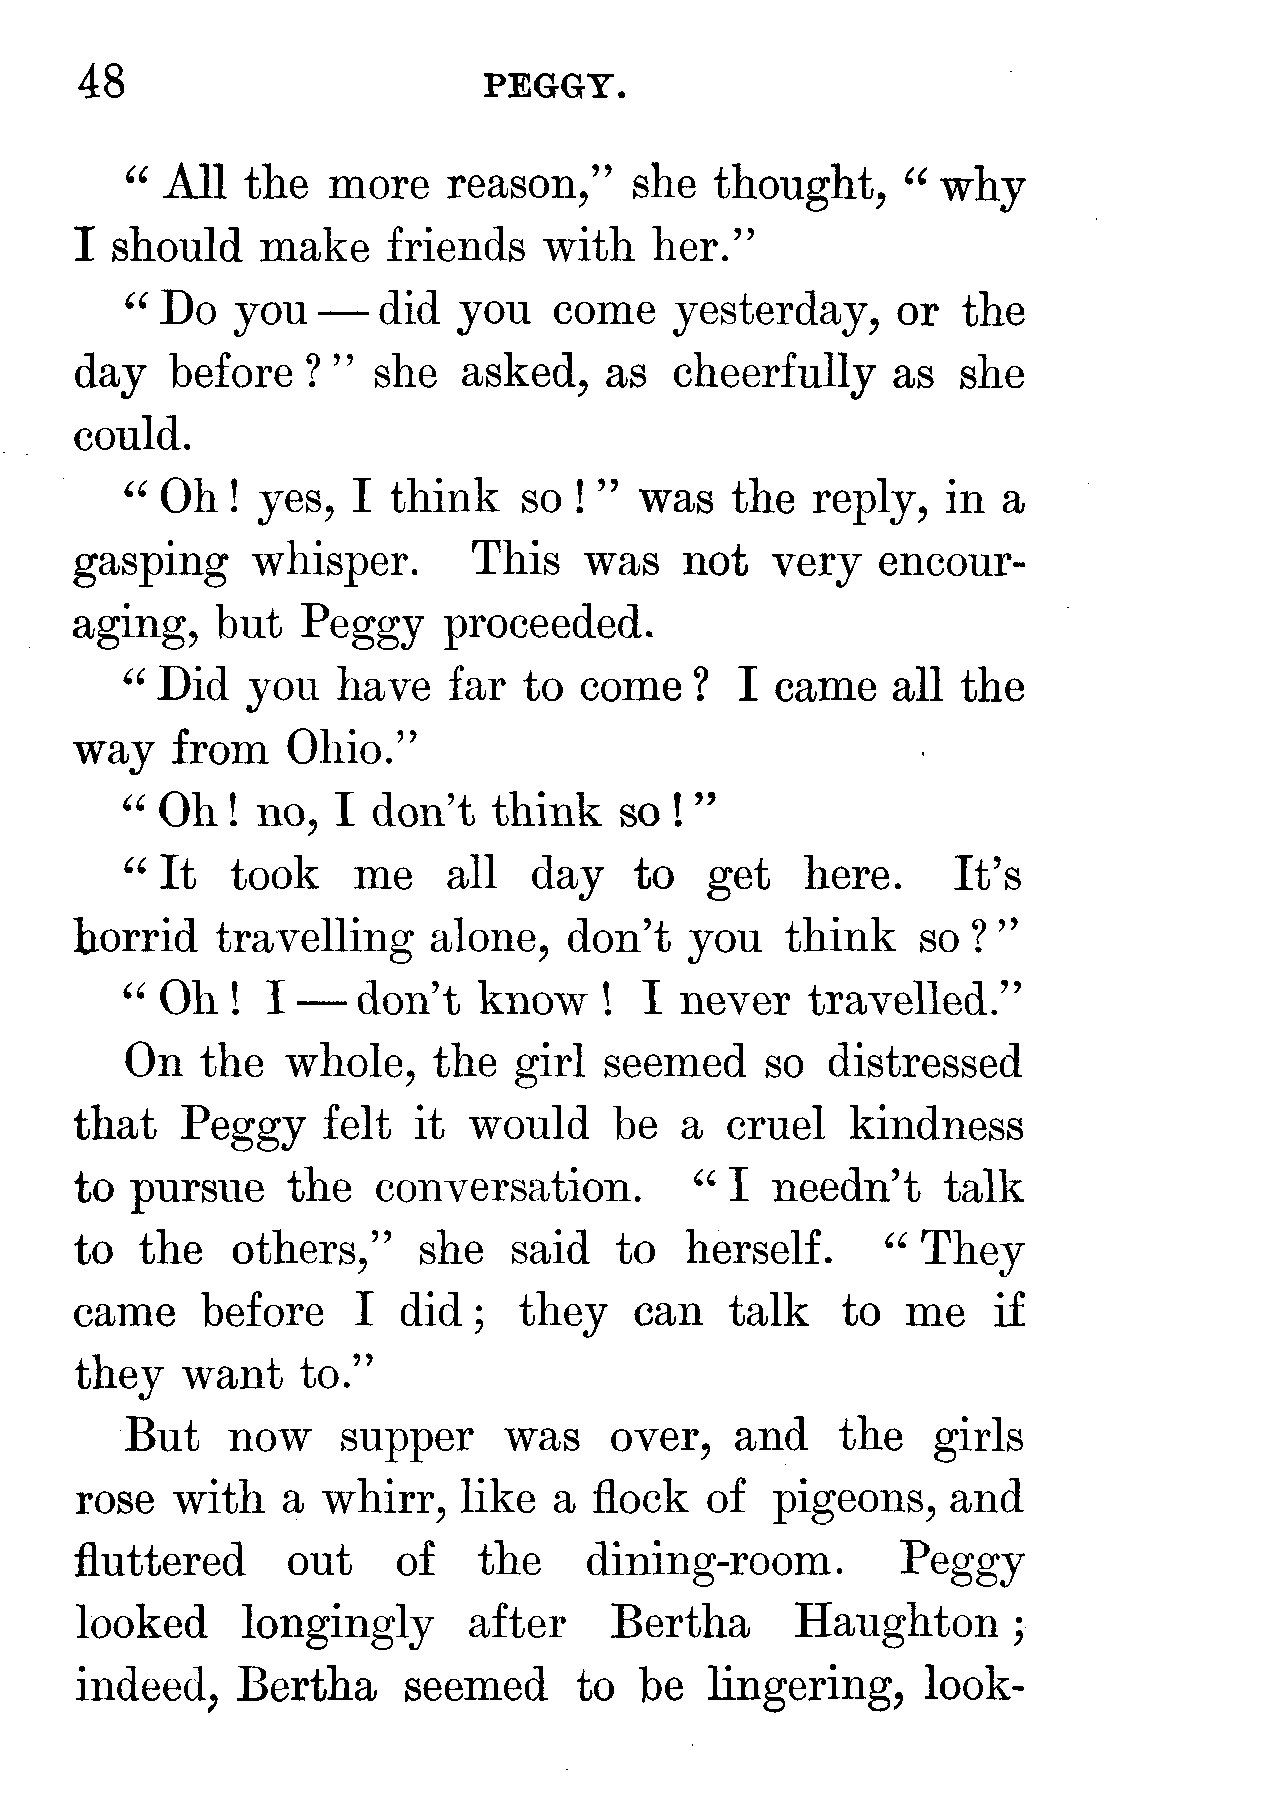 48 PEGGY.
“ All the more reason,” she thought, “ why
I should make friends with her.”
“ Do you — did you come yesterday, or the
day before ? ” she asked, as cheerfully as she
could.
“ Oh ! yes, I think so ! ” was the reply, in a
gasping whisper. This was not very encour-
aging, but Peggy proceeded.
“ Did you have far to come ? I came all the
way from Ohio.”
“ Oh ! no, I don’t think so ! ”
“ It took me all day to get here. It’s
horrid travelling alone, don’t you think so ? ”
“ Oh ! I — don’t know ! I never travelled.”
On the whole, the girl seemed so distressed
that Peggy felt it would be a cruel kindness
to pursue the conversation. “ I needn’t talk
to the others,” she said to herself. “ They
came before I did ; they can talk to me if
they want to.”
But now supper was over, and the girls
rose with a whirr, like a flock of pigeons, and
fluttered out of the dining-room. Peggy
looked longingly after Bertha Haughton ;
indeed, Bertha seemed to be lingering, look-